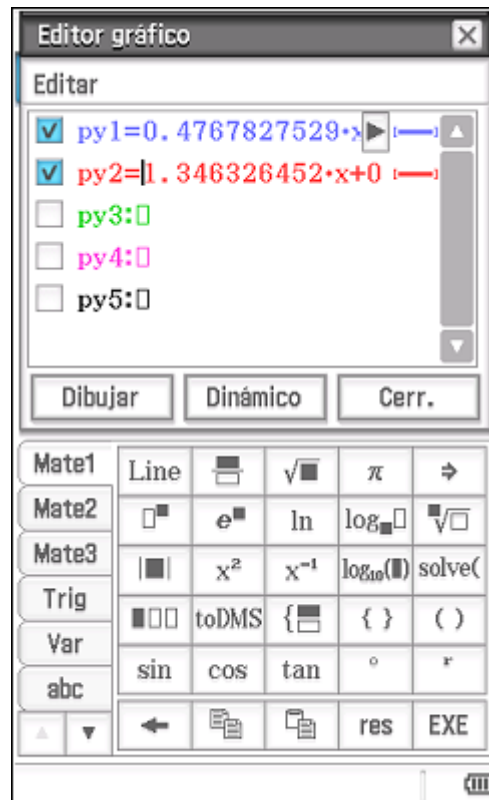 Editor gráfico
Editar
py1=0.4767827529·x
py2=1.346326452·x+0
py3:▯
py4:▯
py5:▯
Dibujar Dinámico Cerr.
Mate1 Line √■ π ⇒
Mate2 ▯■ e■ ln log■▯ ■√▯
Mate3 |■| x² x⁻¹ log₁₀(■) solve(
Trig ■▯▯ toDMS { { } ( )
Var
abc sin cos tan ° r
res EXE